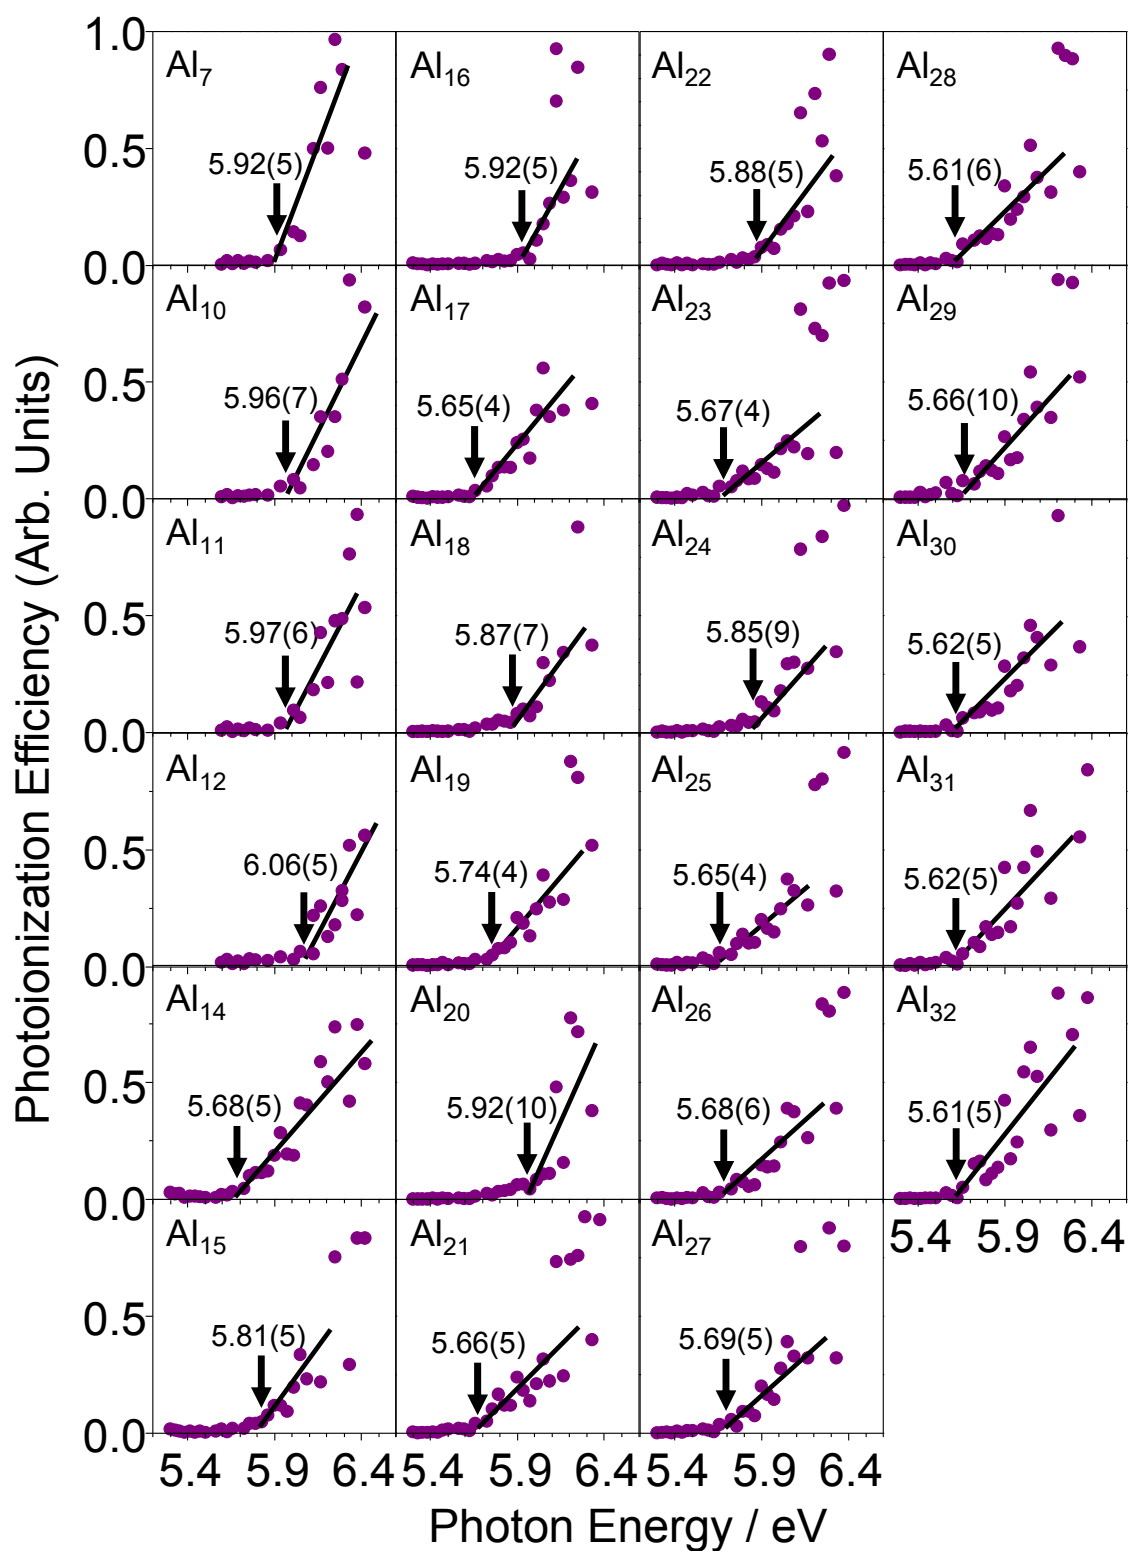 Photoionization Efficiency (Arb. Units)
1.0
Al7
Al16
Al22
Al28
0.5
5.92(5)
5.92(5)
5.88(5)
5.61(6)
0.0
Al10
Al17
Al23
Al29
0.5
5.96(7)
5.65(4)
5.67(4)
5.66(10)
0.0
Al11
Al18
Al24
Al30
0.5
5.97(6)
5.87(7)
5.85(9)
5.62(5)
0.0
Al12
Al19
Al25
Al31
0.5
6.06(5)
5.74(4)
5.65(4)
5.62(5)
0.0
Al14
Al20
Al26
Al32
0.5
5.68(5)
5.92(10)
5.68(6)
5.61(5)
0.0
5.4 5.9 6.4
Al15
Al21
Al27
0.5
5.81(5)
5.66(5)
5.69(5)
0.0
5.4 5.9 6.4 5.4 5.9 6.4 5.4 5.9 6.4
Photon Energy / eV